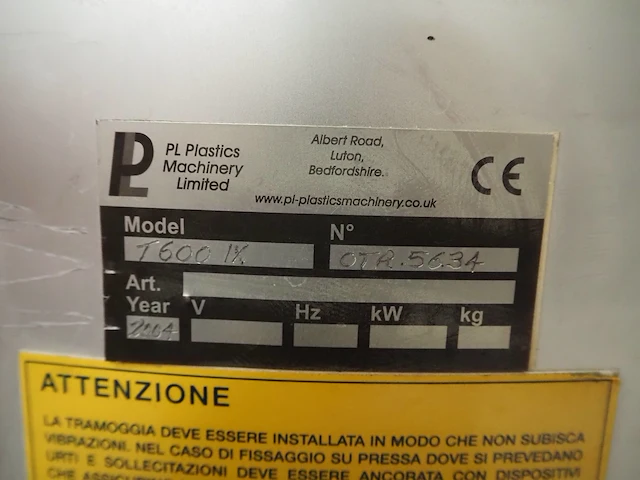 PL
PL Plastics
Machinery
Limited
Albert Road,
Luton,
Bedfordshire.
www.pl-plasticsmachinery.co.uk
CE
Model
N°
T600 IX
OTR.5634
Art.
Year
V
Hz
kW
kg
2004
ATTENZIONE
LA TRAMOGGIA DEVE ESSERE INSTALLATA IN MODO CHE NON SUBISCA
VIBRAZIONI. NEL CASO DI FISSAGGIO SU PRESSA DOVE SI PREVEDANO
URTI E SOLLECITAZIONI DEVE ESSERE ANCORATA CON DISPOSITIVI
CHE